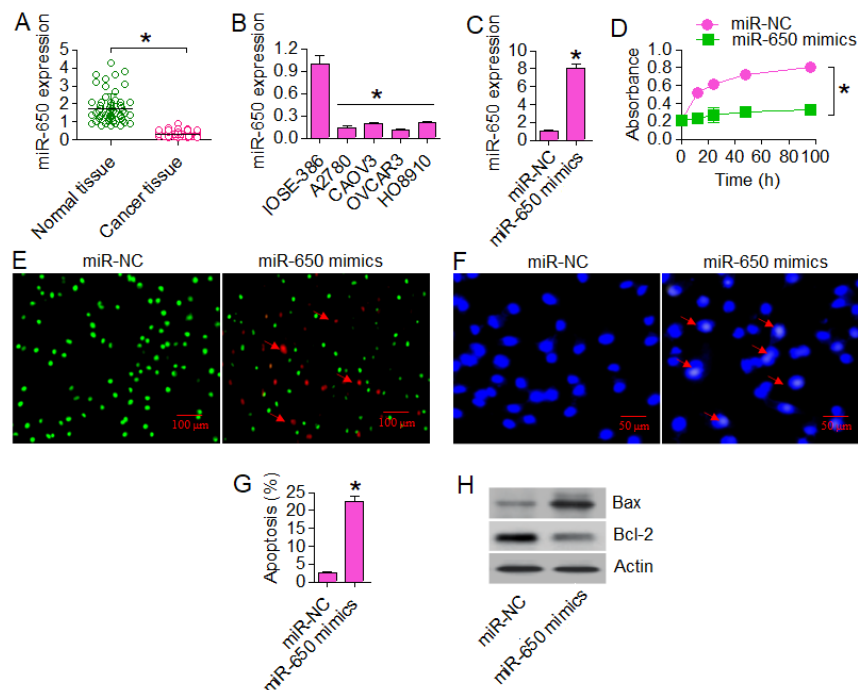 A
miR-650 expression
5
4
3
2
1
0
*
Normal tissue
Cancer tissue
B
miR-650 expression
1.2
0.9
0.6
0.3
0.0
*
IOSE-386
A2780
CAOV3
OVCAR3
HO8910
C
miR-650 expression
10
8
6
4
2
0
*
miR-NC
miR-650 mimics
D
miR-NC
miR-650 mimics
Absorbance
1.0
0.8
0.6
0.4
0.2
0.0
*
0 20 40 60 80 100
Time (h)
E
miR-NC
miR-650 mimics
100 µm
100 µm
F
miR-NC
miR-650 mimics
50 µm
50 µm
G
Apoptosis (%)
25
20
15
10
5
0
*
miR-NC
miR-650 mimics
H
Bax
Bcl-2
Actin
miR-NC
miR-650 mimics